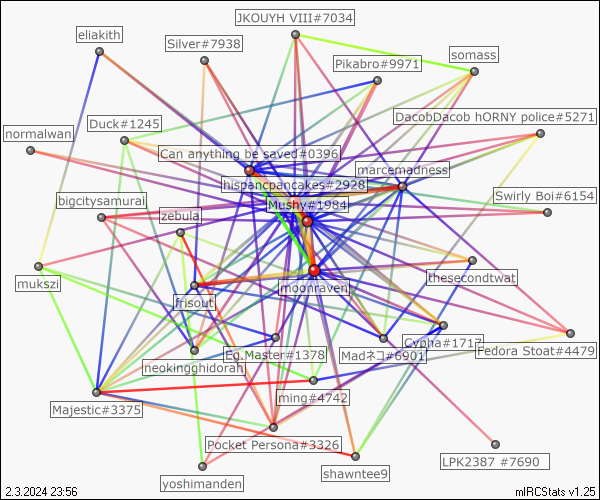 JKOUYH VIII#7034
eliakith
Silver#7938
somass
Pikabro#9971
DacobDacob hORNY police#5271
Duck#1245
normalwan
Can anything be saved#0396
marcemadness
hispancpancakes#2928
Swirly Boi#6154
bigcitysamurai
Mushy#1984
zebula
thesecondtwat
mukszi
moonraven
frisout
Cypha#1717
Fedora Stoat#4479
Eg.Master#1378
Madネコ#6901
neokingghidorah
ming#4742
Majestic#3375
Pocket Persona#3326
LPK2387 #7690
shawntee9
yoshimanden
2.3.2024 23:56
mIRCStats v1.25